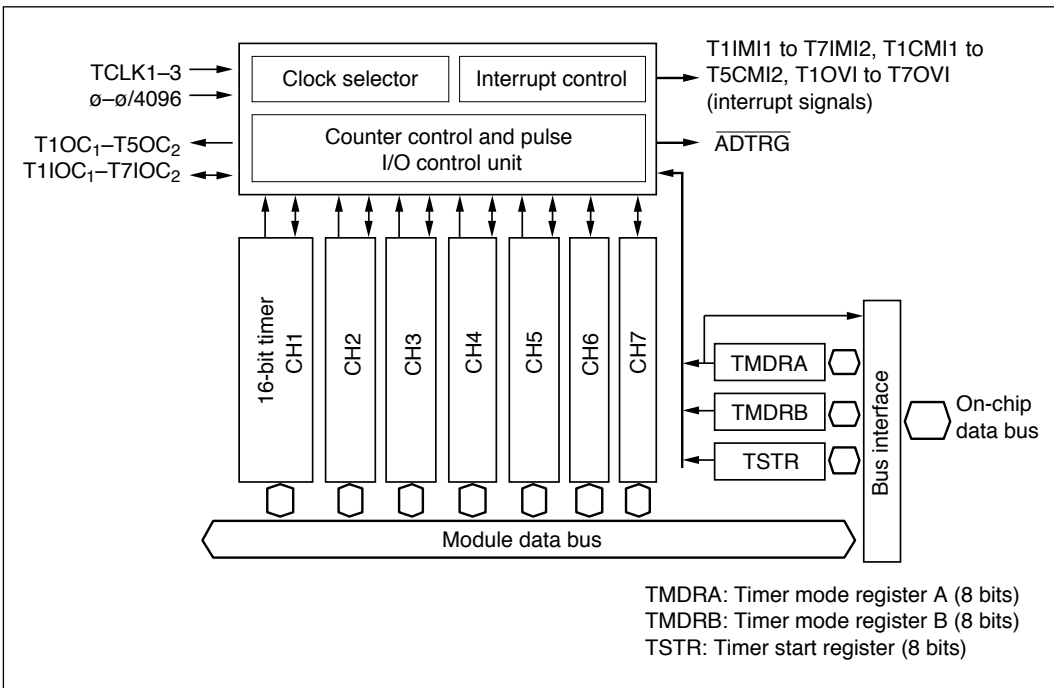 TCLK1–3
ø–ø/4096
T1OC₁–T5OC₂
T1IOC₁–T7IOC₂
Clock selector
Interrupt control
Counter control and pulse
I/O control unit
T1IMI1 to T7IMI2, T1CMI1 to
T5CMI2, T1OVI to T7OVI
(interrupt signals)
ADTRG
16-bit timer
CH1
CH2
CH3
CH4
CH5
CH6
CH7
TMDRA
TMDRB
TSTR
Bus interface
On-chip
data bus
Module data bus
TMDRA: Timer mode register A (8 bits)
TMDRB: Timer mode register B (8 bits)
TSTR: Timer start register (8 bits)